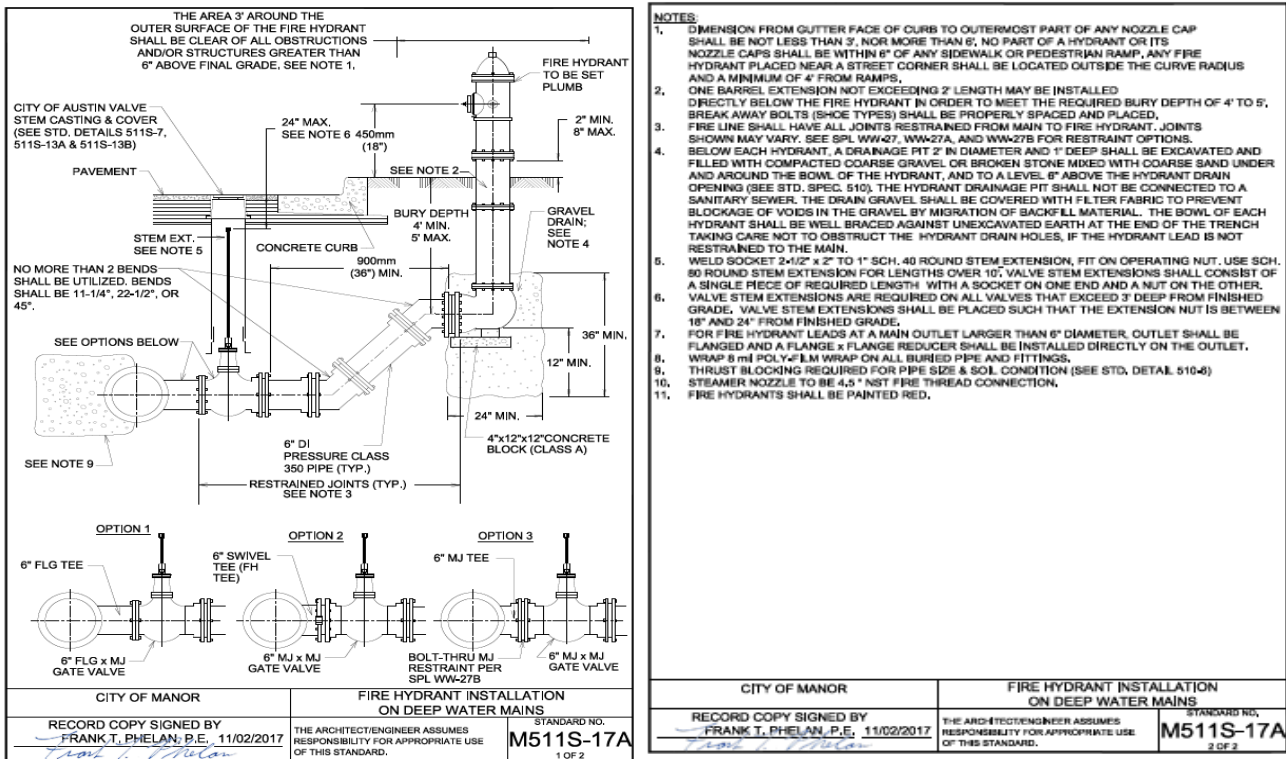 THE AREA 3' AROUND THE
OUTER SURFACE OF THE FIRE HYDRANT
SHALL BE CLEAR OF ALL OBSTRUCTIONS
AND/OR STRUCTURES GREATER THAN
6" ABOVE FINAL GRADE. SEE NOTE 1.
FIRE HYDRANT
TO BE SET
PLUMB
CITY OF AUSTIN VALVE
STEM CASTING & COVER
(SEE STD. DETAILS 511S-7,
511S-13A & 511S-13B)
24" MAX.
SEE NOTE 6
450mm
(18")
2" MIN.
8" MAX.
PAVEMENT
SEE NOTE 2
BURY DEPTH
4' MIN.
5' MAX.
GRAVEL
DRAIN;
SEE
NOTE 4
STEM EXT.
SEE NOTE 5
CONCRETE CURB
900mm
(36") MIN.
NO MORE THAN 2 BENDS
SHALL BE UTILIZED. BENDS
SHALL BE 11-1/4", 22-1/2", OR
45°.
36" MIN.
SEE OPTIONS BELOW
12" MIN.
24" MIN.
6" DI
PRESSURE CLASS
350 PIPE (TYP.)
4"x12"x12"CONCRETE
BLOCK (CLASS A)
SEE NOTE 9
RESTRAINED JOINTS (TYP.)
SEE NOTE 3
OPTION 1
6" FLG TEE
6" FLG x MJ
GATE VALVE
OPTION 2
6" SWIVEL
TEE (FH
TEE)
6" MJ x MJ
GATE VALVE
OPTION 3
6" MJ TEE
BOLT-THRU MJ
RESTRAINT PER
SPL WW-27B
6" MJ x MJ
GATE VALVE
CITY OF MANOR
FIRE HYDRANT INSTALLATION
ON DEEP WATER MAINS
RECORD COPY SIGNED BY
FRANK T. PHELAN, P.E. 11/02/2017
Frank T. Phelan
THE ARCHITECT/ENGINEER ASSUMES
RESPONSIBILITY FOR APPROPRIATE USE
OF THIS STANDARD.
STANDARD NO.
M511S-17A
1 OF 2
NOTES:
1. DIMENSION FROM GUTTER FACE OF CURB TO OUTERMOST PART OF ANY NOZZLE CAP
SHALL BE NOT LESS THAN 3', NOR MORE THAN 6', NO PART OF A HYDRANT OR ITS
NOZZLE CAPS SHALL BE WITHIN 6" OF ANY SIDEWALK OR PEDESTRIAN RAMP, ANY FIRE
HYDRANT PLACED NEAR A STREET CORNER SHALL BE LOCATED OUTSIDE THE CURVE RADIUS
AND A MINIMUM OF 4' FROM RAMPS.
2. ONE BARREL EXTENSION NOT EXCEEDING 2' LENGTH MAY BE INSTALLED
DIRECTLY BELOW THE FIRE HYDRANT IN ORDER TO MEET THE REQUIRED BURY DEPTH OF 4' TO 5'.
BREAK AWAY BOLTS (SHOE TYPES) SHALL BE PROPERLY SPACED AND PLACED.
3. FIRE LINE SHALL HAVE ALL JOINTS RESTRAINED FROM MAIN TO FIRE HYDRANT. JOINTS
SHOWN MAY VARY. SEE SPL WW-27, WW-27A, AND WW-27B FOR RESTRAINT OPTIONS.
4. BELOW EACH HYDRANT, A DRAINAGE PIT 2' IN DIAMETER AND 1' DEEP SHALL BE EXCAVATED AND
FILLED WITH COMPACTED COARSE GRAVEL OR BROKEN STONE MIXED WITH COARSE SAND UNDER
AND AROUND THE BOWL OF THE HYDRANT, AND TO A LEVEL 6" ABOVE THE HYDRANT DRAIN
OPENING (SEE STD. SPEC. 510). THE HYDRANT DRAINAGE PIT SHALL NOT BE CONNECTED TO A
SANITARY SEWER. THE DRAIN GRAVEL SHALL BE COVERED WITH FILTER FABRIC TO PREVENT
BLOCKAGE OF VOIDS IN THE GRAVEL BY MIGRATION OF BACKFILL MATERIAL. THE BOWL OF EACH
HYDRANT SHALL BE WELL BRACED AGAINST UNEXCAVATED EARTH AT THE END OF THE TRENCH
TAKING CARE NOT TO OBSTRUCT THE HYDRANT DRAIN HOLES, IF THE HYDRANT LEAD IS NOT
RESTRAINED TO THE MAIN.
5. WELD SOCKET 2-1/2" x 2" TO 1" SCH. 40 ROUND STEM EXTENSION, FIT ON OPERATING NUT. USE SCH.
80 ROUND STEM EXTENSION FOR LENGTHS OVER 10'. VALVE STEM EXTENSIONS SHALL CONSIST OF
A SINGLE PIECE OF REQUIRED LENGTH WITH A SOCKET ON ONE END AND A NUT ON THE OTHER.
6. VALVE STEM EXTENSIONS ARE REQUIRED ON ALL VALVES THAT EXCEED 3' DEEP FROM FINISHED
GRADE. VALVE STEM EXTENSIONS SHALL BE PLACED SUCH THAT THE EXTENSION NUT IS BETWEEN
18" AND 24" FROM FINISHED GRADE.
7. FOR FIRE HYDRANT LEADS AT A MAIN OUTLET LARGER THAN 6" DIAMETER, OUTLET SHALL BE
FLANGED AND A FLANGE x FLANGE REDUCER SHALL BE INSTALLED DIRECTLY ON THE OUTLET.
8. WRAP 8 ml POLY-FILM WRAP ON ALL BURIED PIPE AND FITTINGS.
9. THRUST BLOCKING REQUIRED FOR PIPE SIZE & SOIL CONDITION (SEE STD. DETAIL 510-8)
10. STEAMER NOZZLE TO BE 4.5 " NST FIRE THREAD CONNECTION.
11. FIRE HYDRANTS SHALL BE PAINTED RED.
CITY OF MANOR
FIRE HYDRANT INSTALLATION
ON DEEP WATER MAINS
RECORD COPY SIGNED BY
FRANK T. PHELAN, P.E. 11/02/2017
Frank T. Phelan
THE ARCHITECT/ENGINEER ASSUMES
RESPONSIBILITY FOR APPROPRIATE USE
OF THIS STANDARD.
STANDARD NO.
M511S-17A
2 OF 2